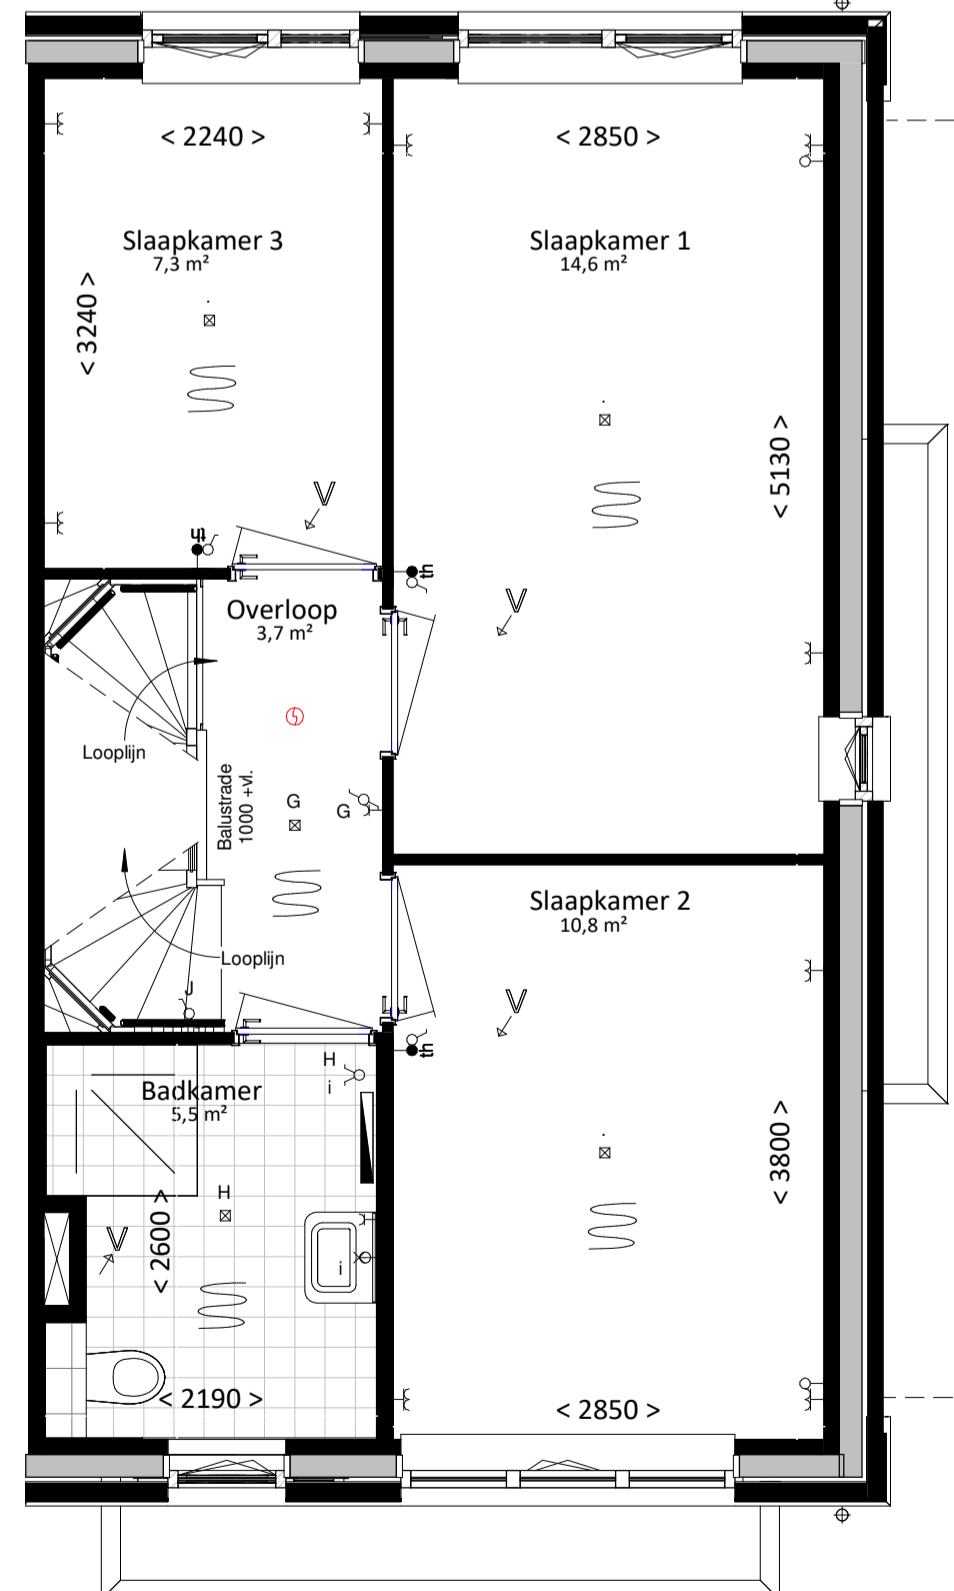 < 2240 >
< 2850 >
Slaapkamer 3
7,3 m²
Slaapkamer 1
14,6 m²
< 3240 >
< 5130 >
V
th
th
V
Overloop
3,7 m²
Looplijn
Balustrade
1000 +vl.
G
G
Looplijn
J
Slaapkamer 2
10,8 m²
V
th
H
i
Badkamer
5,5 m²
H
V
< 2600 >
i
< 3800 >
< 2190 >
< 2850 >